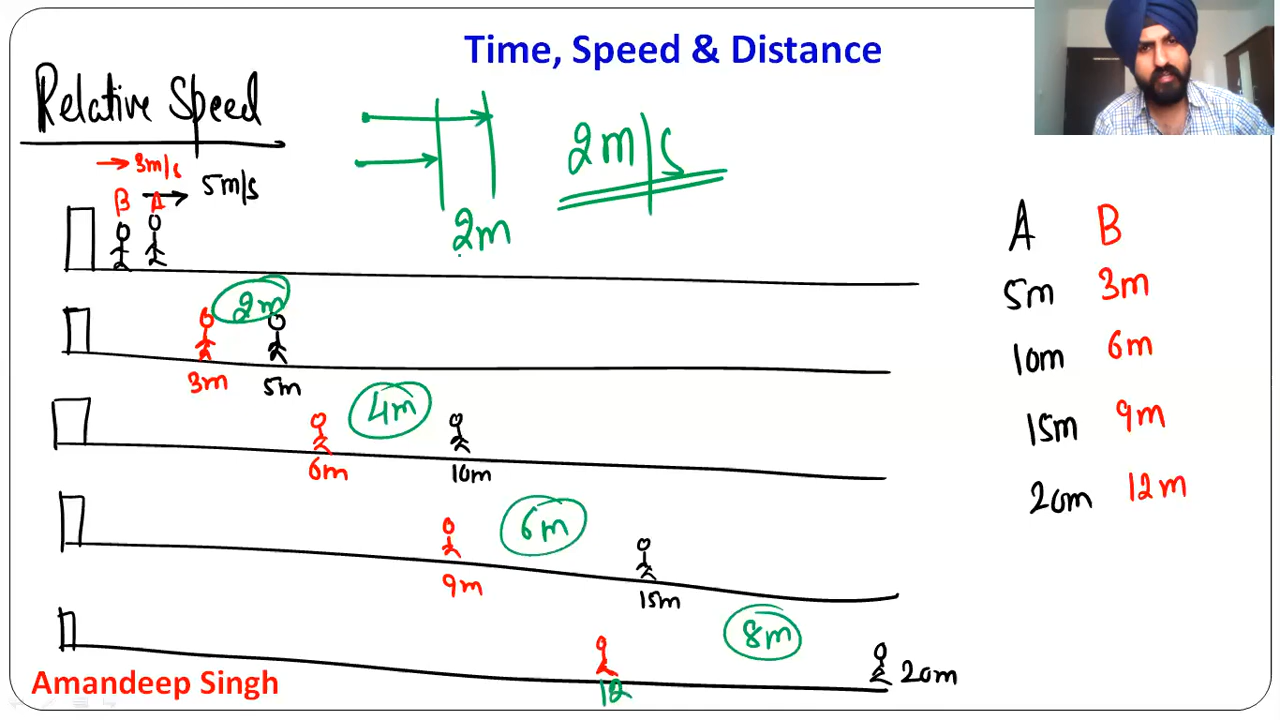 Time, Speed & Distance
Relative Speed
→ 3m/s
B A → 5m/s
2m
2m/s
A B
5m 3m
10m 6m
15m 9m
20m 12m
2m
3m 5m
4m
6m 10m
6m
9m 15m
8m
12 20m
Amandeep Singh